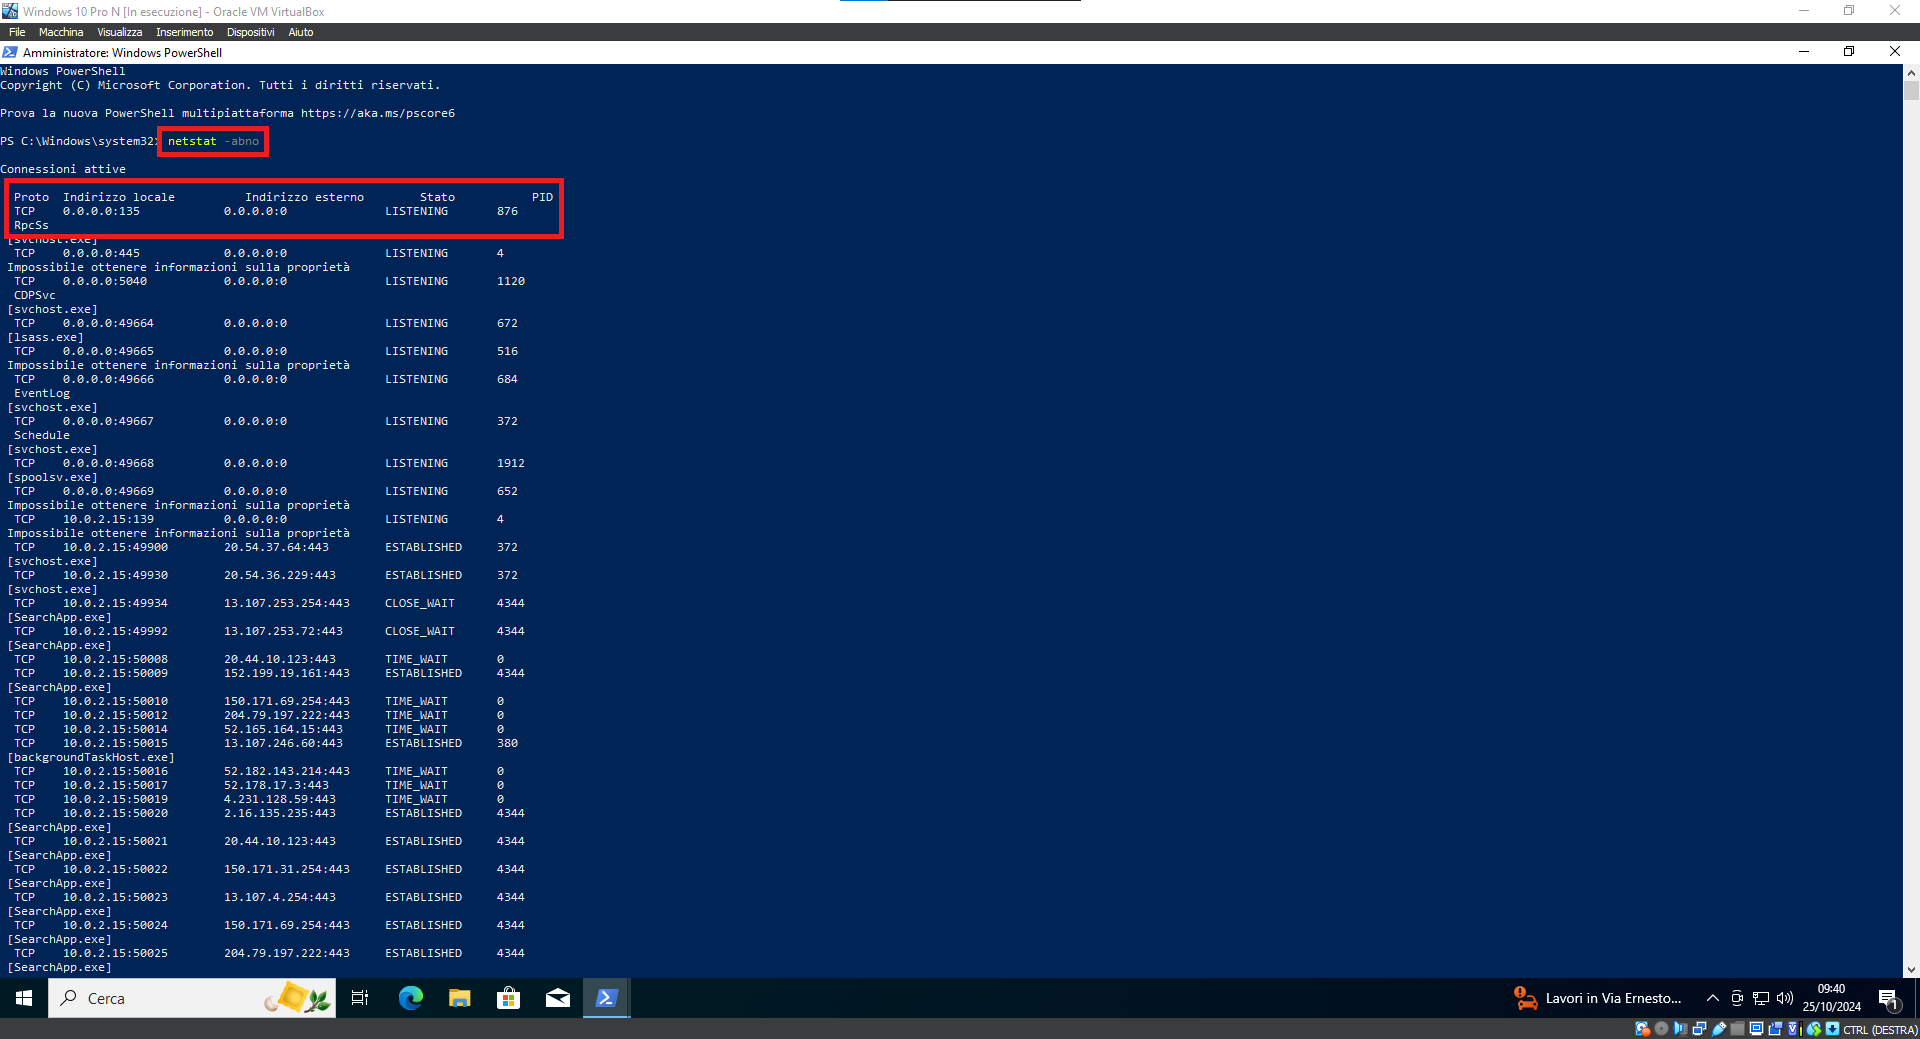 Windows 10 Pro N [In esecuzione] - Oracle VM VirtualBox
File Macchina Visualizza Inserimento Dispositivi Aiuto
Amministratore: Windows PowerShell
Windows PowerShell
Copyright (C) Microsoft Corporation. Tutti i diritti riservati.
Prova la nuova PowerShell multipiattaforma https://aka.ms/pscore6
PS C:\Windows\system32> netstat -abno
Connessioni attive
Proto Indirizzo locale Indirizzo esterno Stato PID
TCP 0.0.0.0:135 0.0.0.0:0 LISTENING 876
RpcSs
[svchost.exe]
TCP 0.0.0.0:445 0.0.0.0:0 LISTENING 4
Impossibile ottenere informazioni sulla proprietà
TCP 0.0.0.0:5040 0.0.0.0:0 LISTENING 1120
CDPSvc
[svchost.exe]
TCP 0.0.0.0:49664 0.0.0.0:0 LISTENING 672
[lsass.exe]
TCP 0.0.0.0:49665 0.0.0.0:0 LISTENING 516
Impossibile ottenere informazioni sulla proprietà
TCP 0.0.0.0:49666 0.0.0.0:0 LISTENING 684
EventLog
[svchost.exe]
TCP 0.0.0.0:49667 0.0.0.0:0 LISTENING 372
Schedule
[svchost.exe]
TCP 0.0.0.0:49668 0.0.0.0:0 LISTENING 1912
[spoolsv.exe]
TCP 0.0.0.0:49669 0.0.0.0:0 LISTENING 652
Impossibile ottenere informazioni sulla proprietà
TCP 10.0.2.15:139 0.0.0.0:0 LISTENING 4
Impossibile ottenere informazioni sulla proprietà
TCP 10.0.2.15:49900 20.54.37.64:443 ESTABLISHED 372
[svchost.exe]
TCP 10.0.2.15:49930 20.54.36.229:443 ESTABLISHED 372
[svchost.exe]
TCP 10.0.2.15:49934 13.107.253.254:443 CLOSE_WAIT 4344
[SearchApp.exe]
TCP 10.0.2.15:49992 13.107.253.72:443 CLOSE_WAIT 4344
[SearchApp.exe]
TCP 10.0.2.15:50008 20.44.10.123:443 TIME_WAIT 0
TCP 10.0.2.15:50009 152.199.19.161:443 ESTABLISHED 4344
[SearchApp.exe]
TCP 10.0.2.15:50010 150.171.69.254:443 TIME_WAIT 0
TCP 10.0.2.15:50012 204.79.197.222:443 TIME_WAIT 0
TCP 10.0.2.15:50014 52.165.164.15:443 TIME_WAIT 0
TCP 10.0.2.15:50015 13.107.246.60:443 ESTABLISHED 380
[backgroundTaskHost.exe]
TCP 10.0.2.15:50016 52.182.143.214:443 TIME_WAIT 0
TCP 10.0.2.15:50017 52.178.17.3:443 TIME_WAIT 0
TCP 10.0.2.15:50019 4.231.128.59:443 TIME_WAIT 0
TCP 10.0.2.15:50020 2.16.135.235:443 ESTABLISHED 4344
[SearchApp.exe]
TCP 10.0.2.15:50021 20.44.10.123:443 ESTABLISHED 4344
[SearchApp.exe]
TCP 10.0.2.15:50022 150.171.31.254:443 ESTABLISHED 4344
[SearchApp.exe]
TCP 10.0.2.15:50023 13.107.4.254:443 ESTABLISHED 4344
[SearchApp.exe]
TCP 10.0.2.15:50024 150.171.69.254:443 ESTABLISHED 4344
[SearchApp.exe]
TCP 10.0.2.15:50025 204.79.197.222:443 ESTABLISHED 4344
[SearchApp.exe]
Cerca
Lavori in Via Ernesto...
09:40
25/10/2024
1
CTRL (DESTRA)